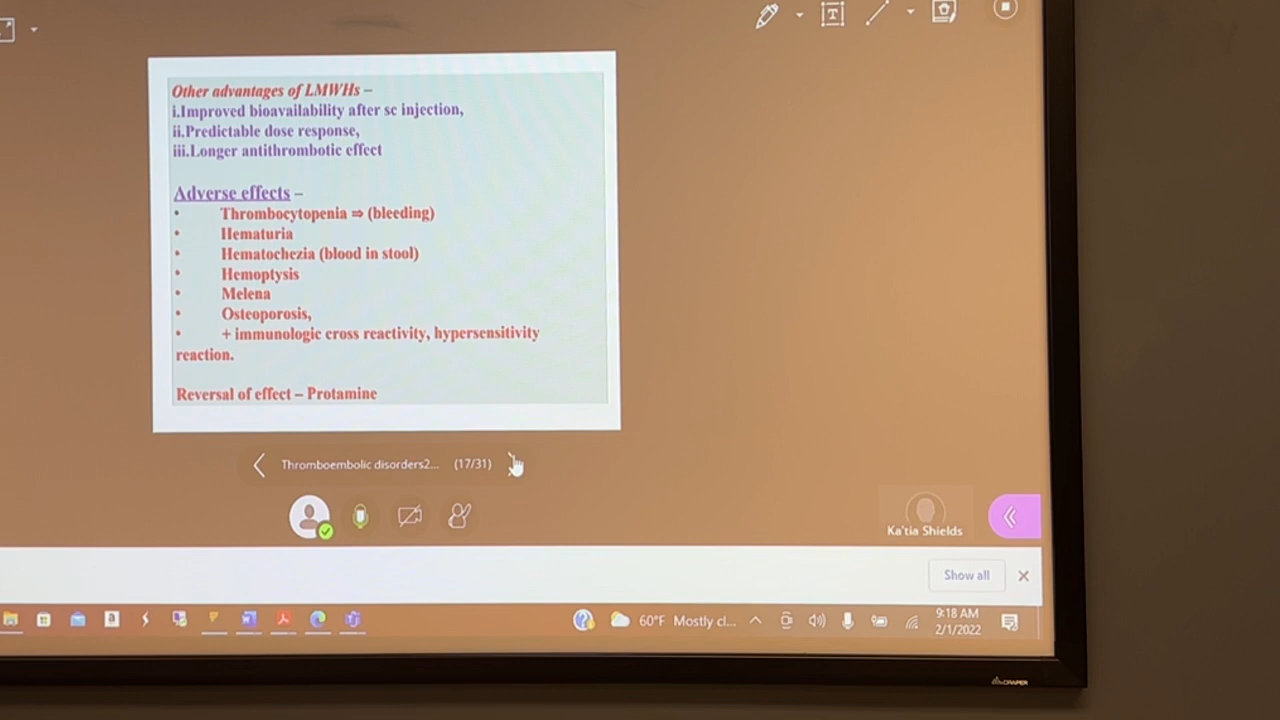 Other advantages of LMWHs –
i.Improved bioavailability after sc injection,
ii.Predictable dose response,
iii.Longer antithrombotic effect
Adverse effects –
• Thrombocytopenia ⇒ (bleeding)
• Hematuria
• Hematochezia (blood in stool)
• Hemoptysis
• Melena
• Osteoporosis,
• + immunologic cross reactivity, hypersensitivity
reaction.
Reversal of effect – Protamine
Thromboembolic disorders2... (17/31)
Ka'tia Shields
Show all
60°F Mostly cl...
9:18 AM
2/1/2022
DRAPER